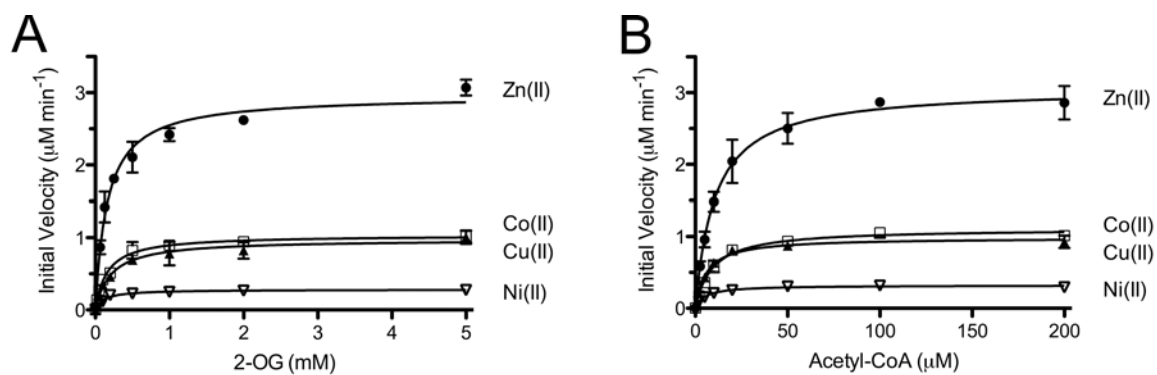 A
Initial Velocity (μM min⁻¹)
3
2
1
0
0
1
2
3
4
5
2-OG (mM)
Zn(II)
Co(II)
Cu(II)
Ni(II)
B
Initial Velocity (μM min⁻¹)
3
2
1
0
0
50
100
150
200
Acetyl-CoA (μM)
Zn(II)
Co(II)
Cu(II)
Ni(II)